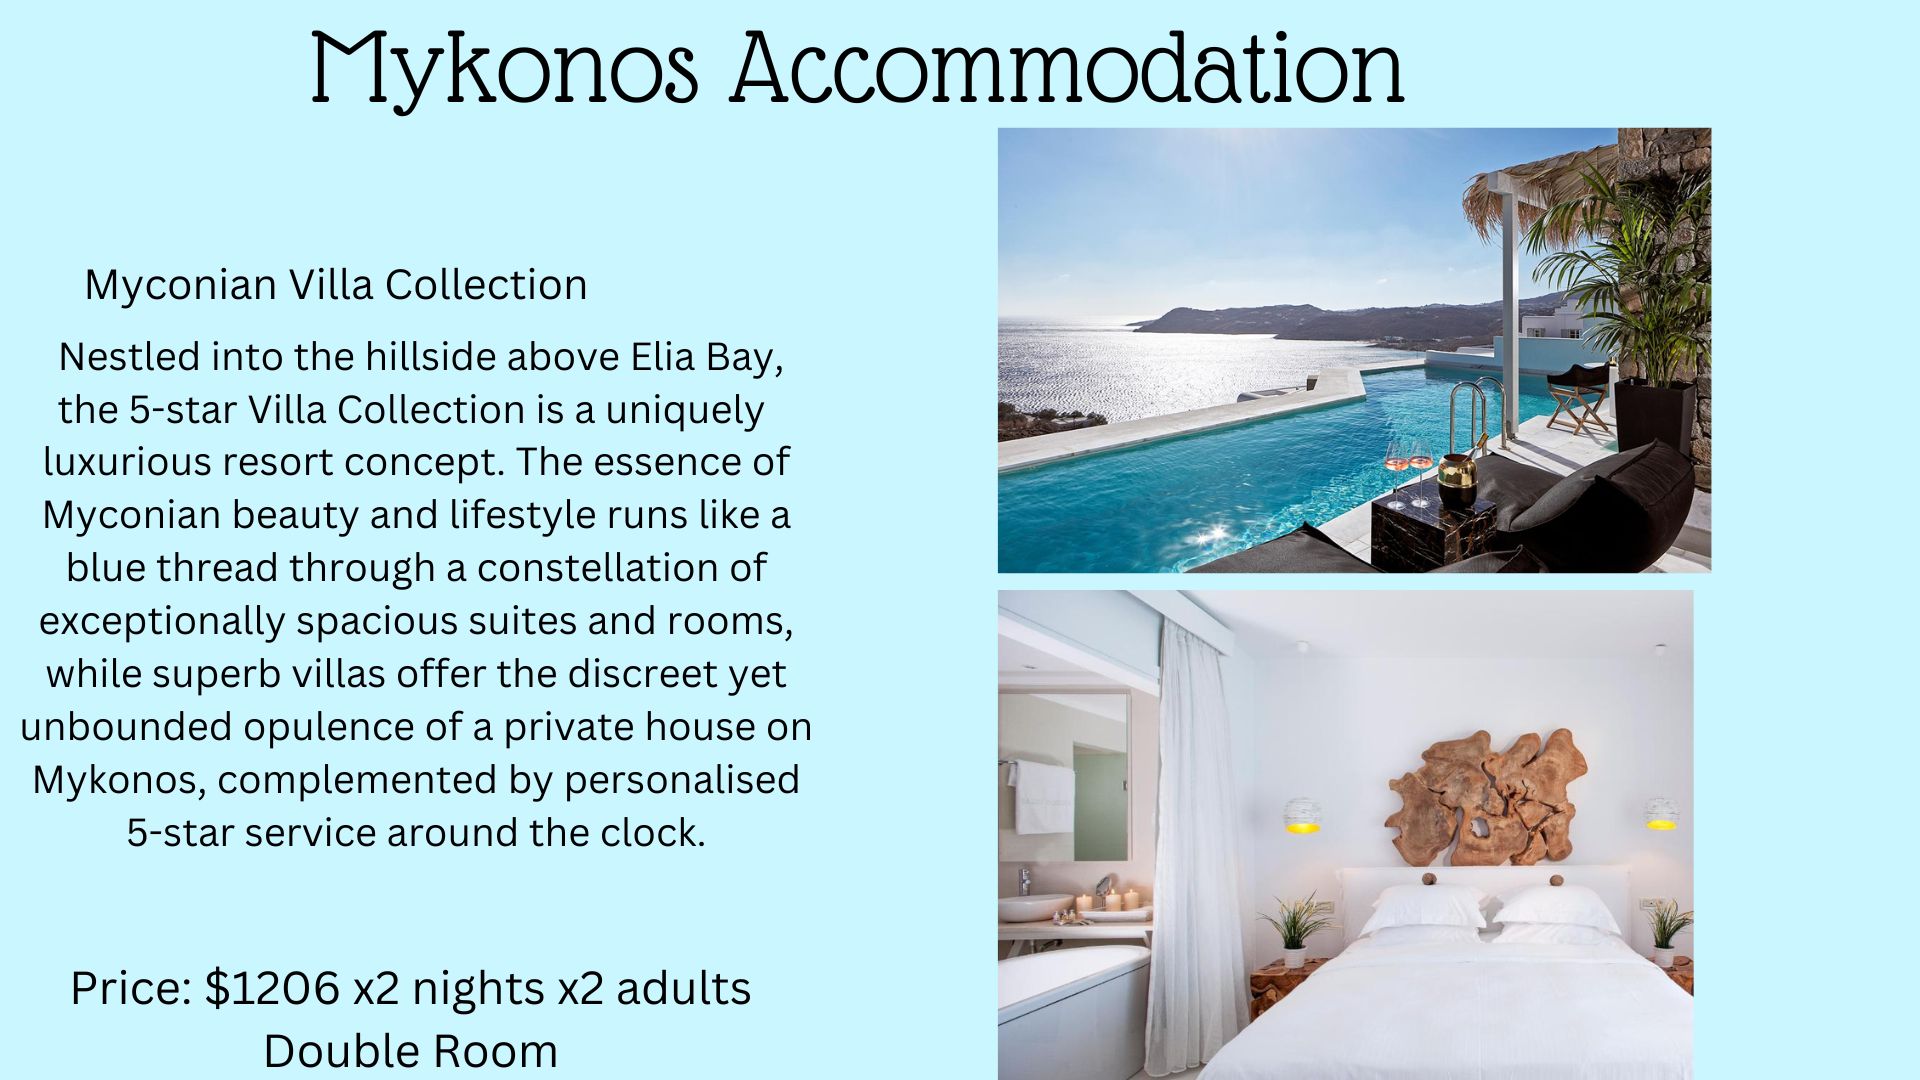 Mykonos Accommodation
Myconian Villa Collection
Nestled into the hillside above Elia Bay,
the 5-star Villa Collection is a uniquely
luxurious resort concept. The essence of
Myconian beauty and lifestyle runs like a
blue thread through a constellation of
exceptionally spacious suites and rooms,
while superb villas offer the discreet yet
unbounded opulence of a private house on
Mykonos, complemented by personalised
5-star service around the clock.
Price: $1206 x2 nights x2 adults
Double Room